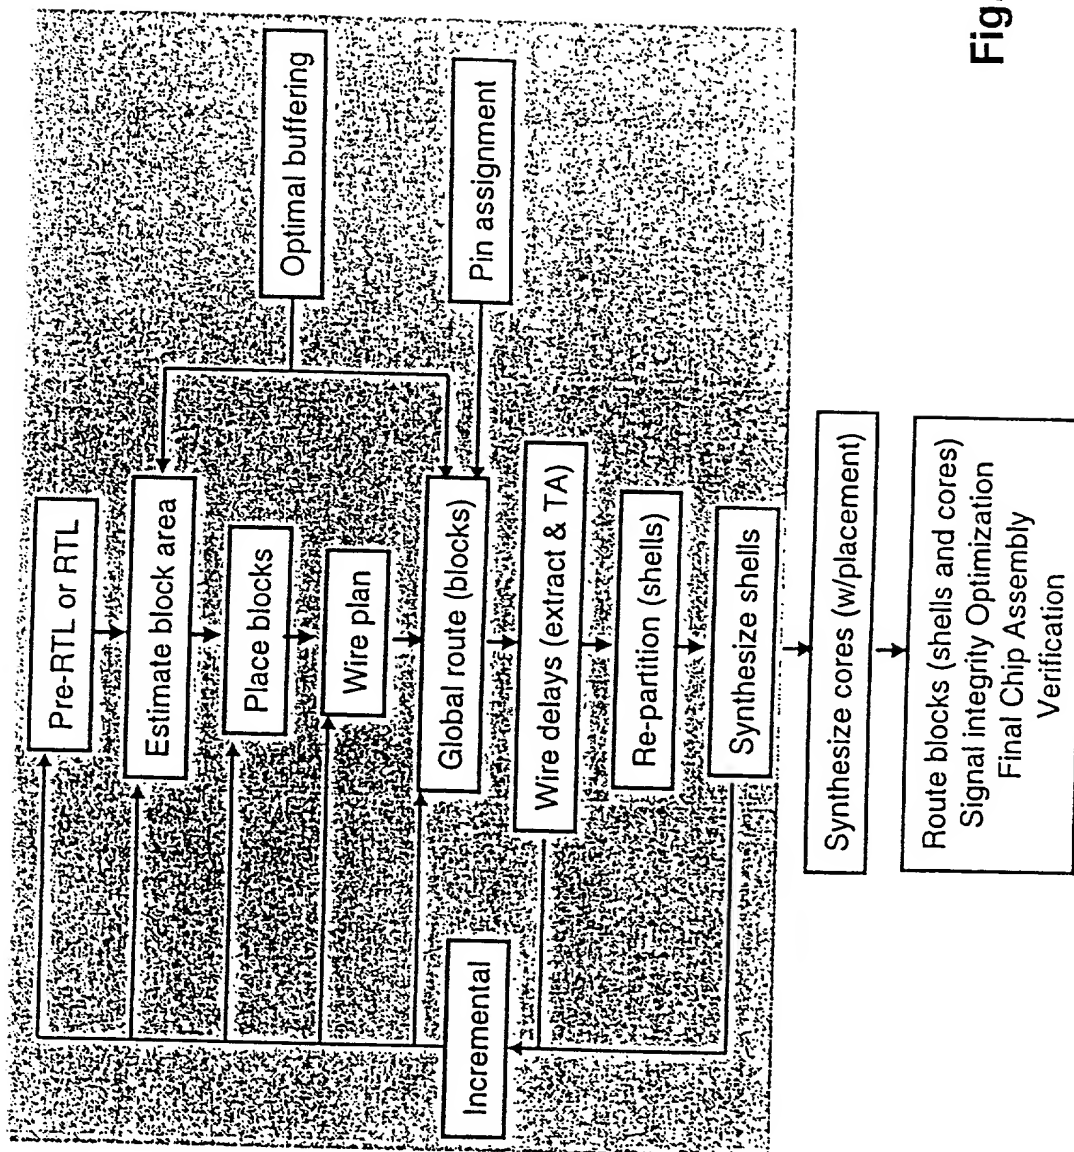 Pre-RTL or RTL
Estimate block area
Place blocks
Wire plan
Global route (blocks)
Wire delays (extract & TA)
Re-partition (shells)
Synthesize shells
Optimal buffering
Pin assignment
Incremental
Synthesize cores (w/placement)
Route blocks (shells and cores)
Signal integrity Optimization
Final Chip Assembly
Verification
Fig.